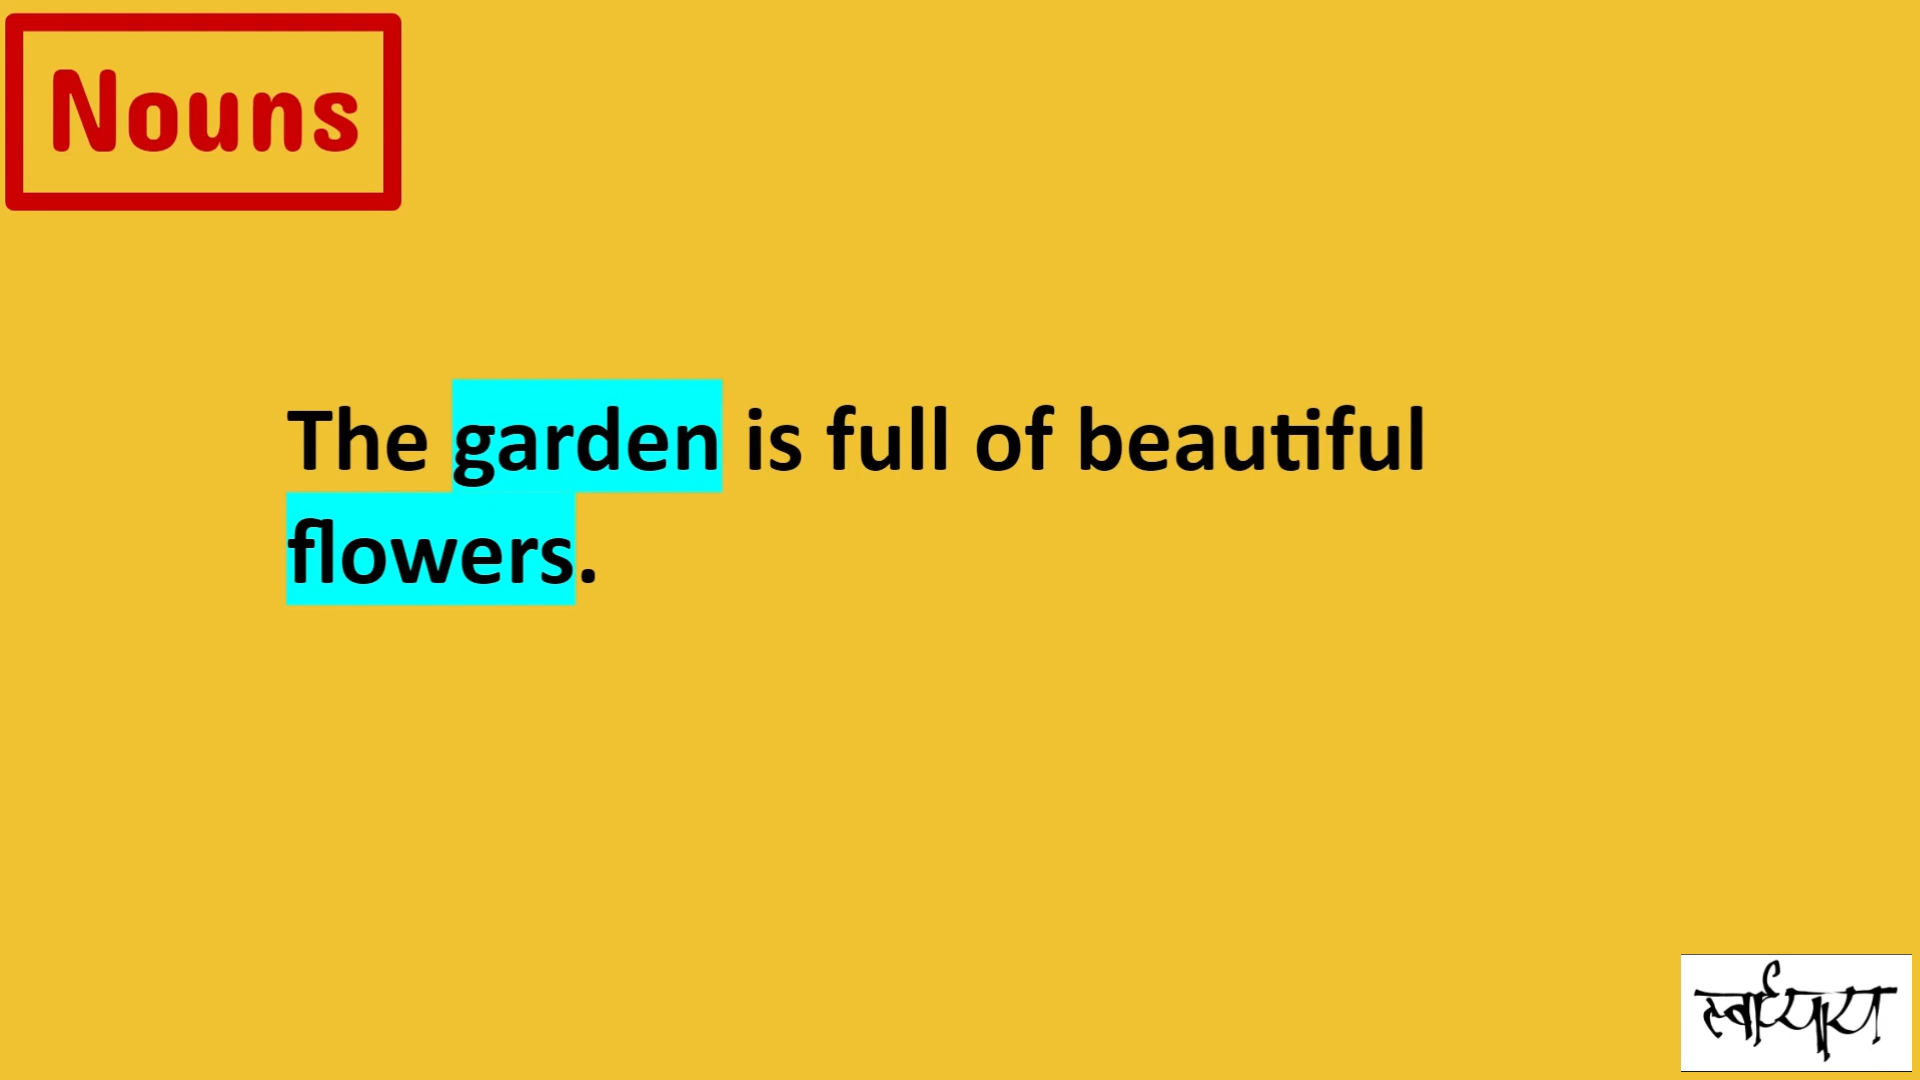 Nouns
The garden is full of beautiful
flowers.
स्वाध्याय